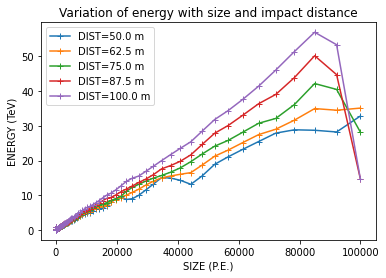 Variation of energy with size and impact distance
DIST=50.0 m
DIST=62.5 m
DIST=75.0 m
DIST=87.5 m
DIST=100.0 m
ENERGY (TeV)
60
50
40
30
20
10
0
0 20000 40000 60000 80000 100000
SIZE (P.E.)